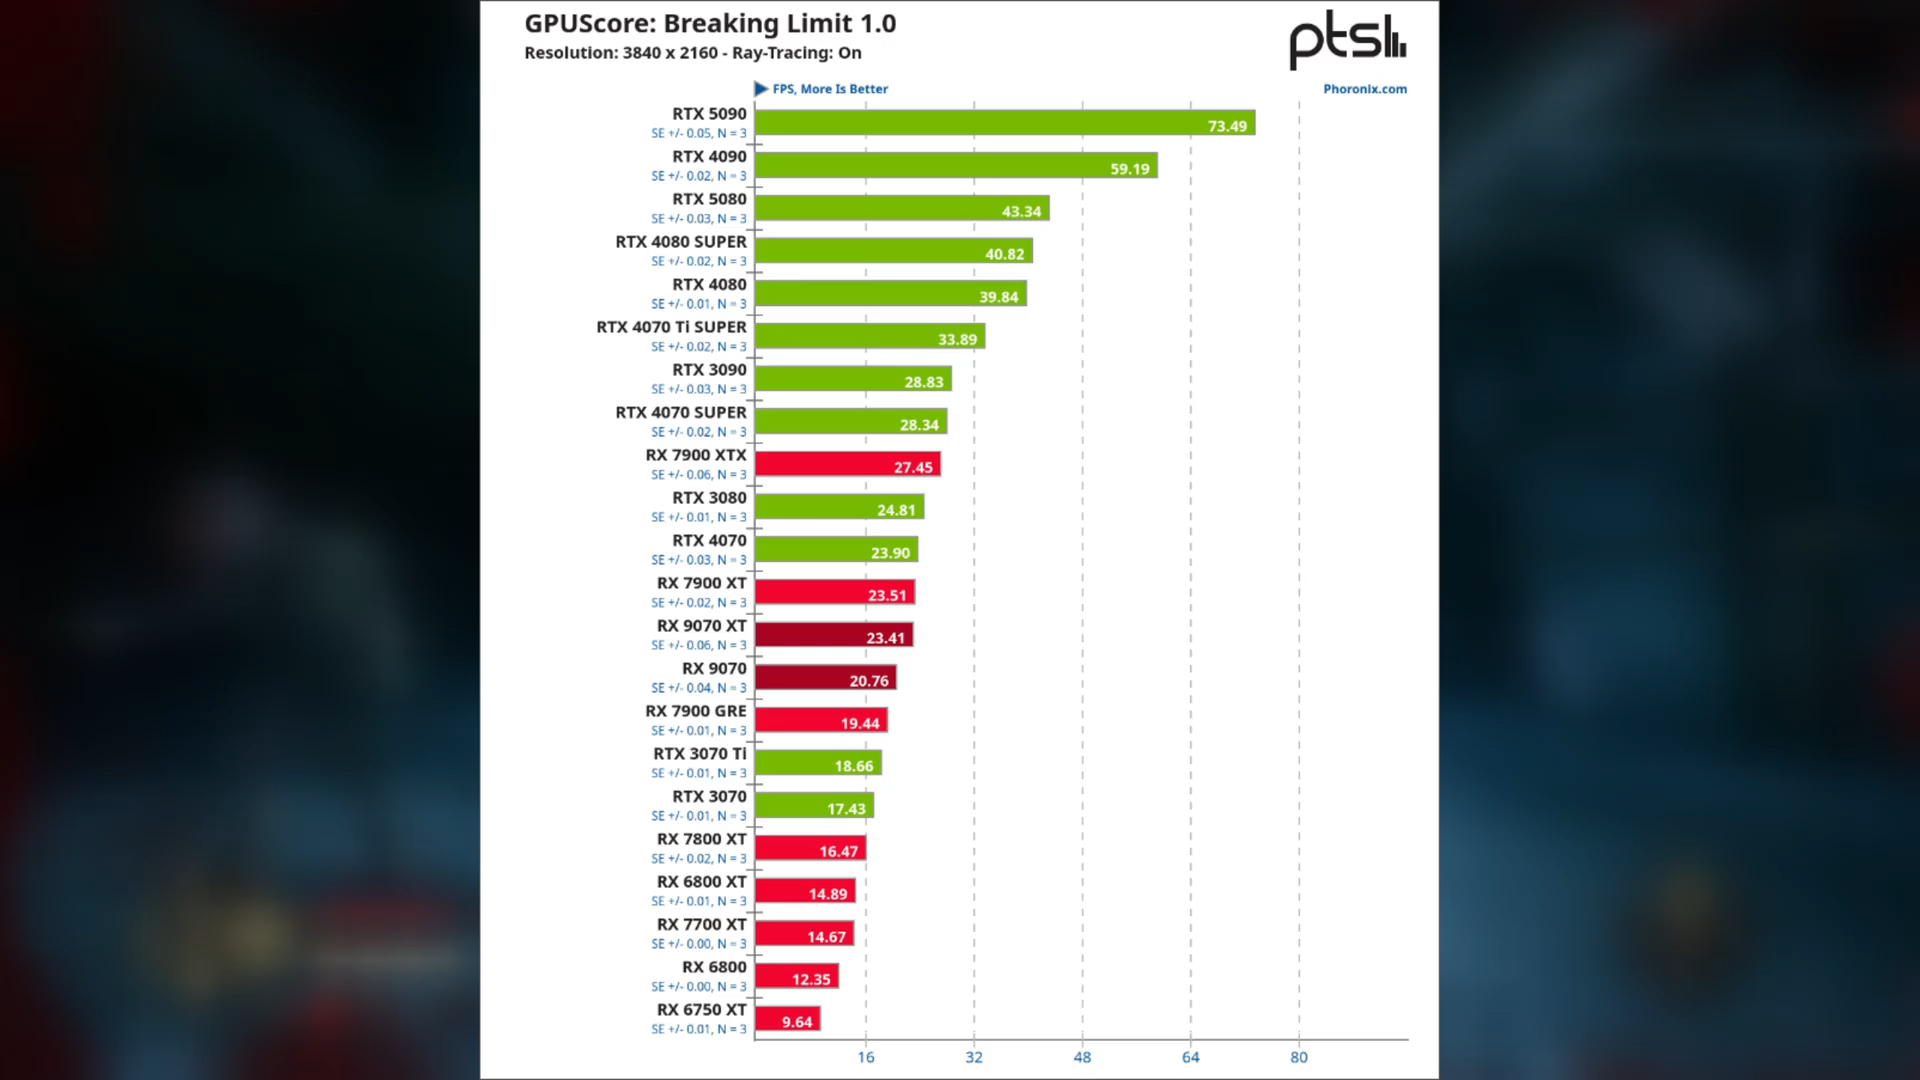 GPUScore: Breaking Limit 1.0
Resolution: 3840 x 2160 - Ray-Tracing: On
ptsl
FPS, More Is Better
Phoronix.com
RTX 5090
SE +/- 0.05, N = 3
73.49
RTX 4090
SE +/- 0.02, N = 3
59.19
RTX 5080
SE +/- 0.03, N = 3
43.34
RTX 4080 SUPER
SE +/- 0.02, N = 3
40.82
RTX 4080
SE +/- 0.01, N = 3
39.84
RTX 4070 Ti SUPER
SE +/- 0.02, N = 3
33.89
RTX 3090
SE +/- 0.03, N = 3
28.83
RTX 4070 SUPER
SE +/- 0.02, N = 3
28.34
RX 7900 XTX
SE +/- 0.06, N = 3
27.45
RTX 3080
SE +/- 0.01, N = 3
24.81
RTX 4070
SE +/- 0.03, N = 3
23.90
RX 7900 XT
SE +/- 0.02, N = 3
23.51
RX 9070 XT
SE +/- 0.06, N = 3
23.41
RX 9070
SE +/- 0.04, N = 3
20.76
RX 7900 GRE
SE +/- 0.01, N = 3
19.44
RTX 3070 Ti
SE +/- 0.01, N = 3
18.66
RTX 3070
SE +/- 0.01, N = 3
17.43
RX 7800 XT
SE +/- 0.02, N = 3
16.47
RX 6800 XT
SE +/- 0.01, N = 3
14.89
RX 7700 XT
SE +/- 0.00, N = 3
14.67
RX 6800
SE +/- 0.00, N = 3
12.35
RX 6750 XT
SE +/- 0.01, N = 3
9.64
16 32 48 64 80